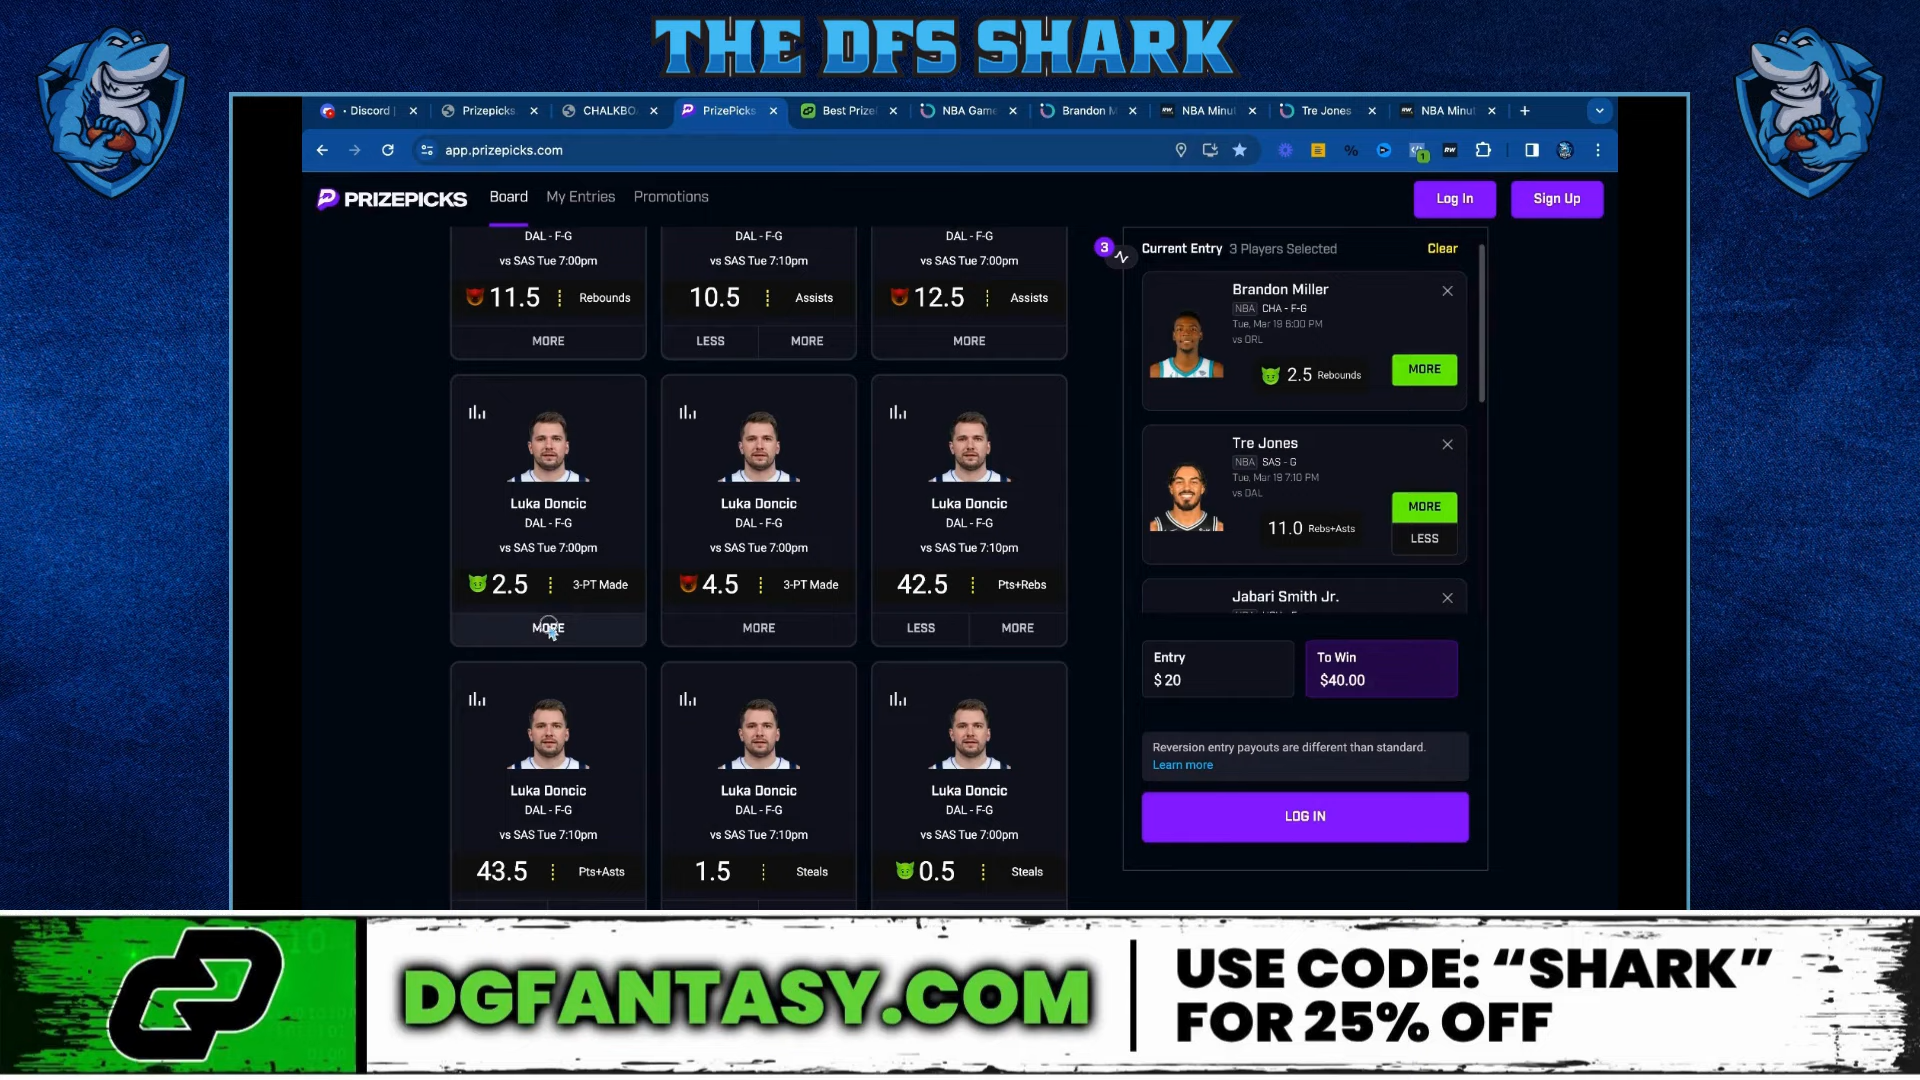 THE DFS SHARK
Discord
Prizepicks
CHALKBO
PrizePicks
Best Prize
NBA Game
Brandon M
NBA Minu
Tre Jones
NBA Minu
app.prizepicks.com
PRIZEPICKS
Board
My Entries
Promotions
Log In
Sign Up
DAL - F-G
vs SAS Tue 7:00pm
11.5 Rebounds
MORE
DAL - F-G
vs SAS Tue 7:10pm
10.5 Assists
LESS MORE
DAL - F-G
vs SAS Tue 7:00pm
12.5 Assists
MORE
Luka Doncic
DAL - F-G
vs SAS Tue 7:00pm
2.5 3-PT Made
MORE
Luka Doncic
DAL - F-G
vs SAS Tue 7:00pm
4.5 3-PT Made
MORE
Luka Doncic
DAL - F-G
vs SAS Tue 7:10pm
42.5 Pts+Rebs
LESS MORE
Luka Doncic
DAL - F-G
vs SAS Tue 7:10pm
43.5 Pts+Asts
Luka Doncic
DAL - F-G
vs SAS Tue 7:10pm
1.5 Steals
Luka Doncic
DAL - F-G
vs SAS Tue 7:00pm
0.5 Steals
3
Current Entry 3 Players Selected Clear
Brandon Miller
NBA CHA - F-G
Tue, Mar 19 6:00 PM
vs ORL
2.5 Rebounds
MORE
Tre Jones
NBA SAS - G
Tue, Mar 19 7:10 PM
vs DAL
11.0 Rebs+Asts
MORE
LESS
Jabari Smith Jr.
Entry
$ 20
To Win
$40.00
Reversion entry payouts are different than standard.
Learn more
LOG IN
DGFANTASY.COM
USE CODE: “SHARK”
FOR 25% OFF